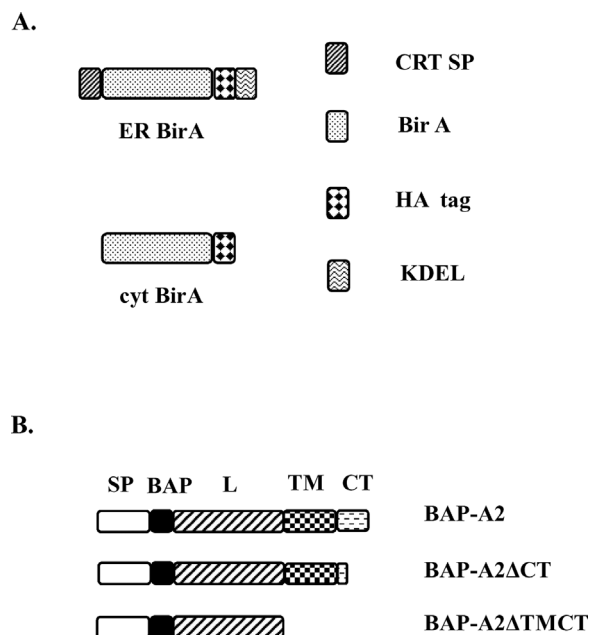 A.
CRT SP
ER BirA
Bir A
HA tag
cyt BirA
KDEL
B.
SP BAP L TM CT
BAP-A2
BAP-A2ΔCT
BAP-A2ΔTMCT